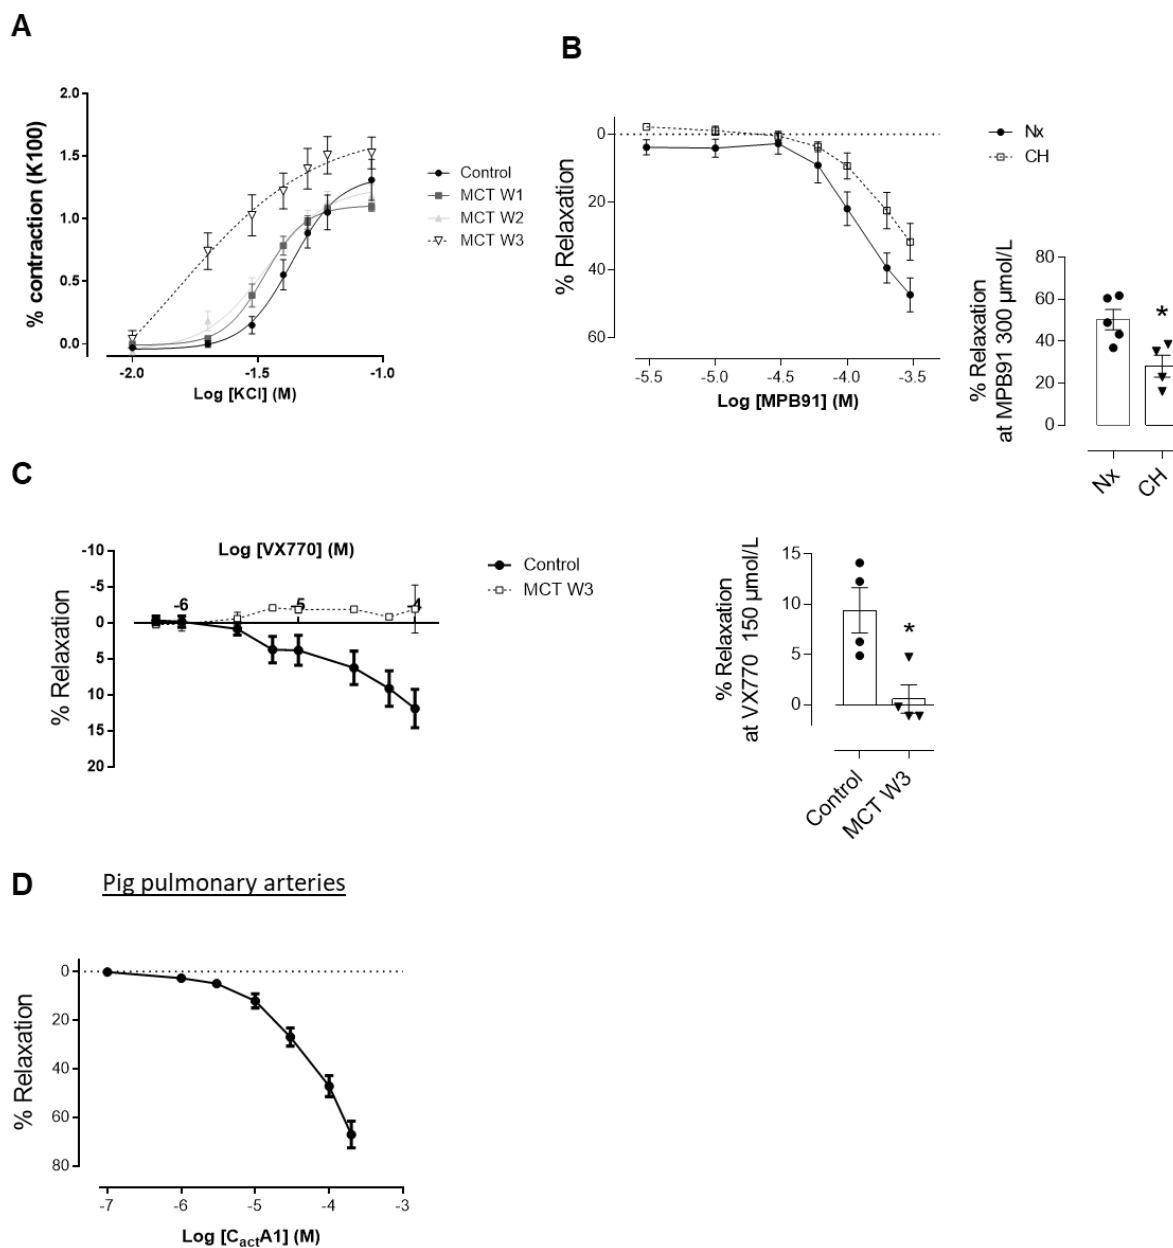 A
% contraction (K100)
2.0
1.5
1.0
0.5
0.0
-2.0
-1.5
-1.0
Log [KCl] (M)
Control
MCT W1
MCT W2
MCT W3
B
% Relaxation
0
20
40
60
-5.5
-5.0
-4.5
-4.0
-3.5
Log [MPB91] (M)
Nx
CH
% Relaxation
at MPB91 300 µmol/L
80
60
40
20
0
*
Nx
CH
C
Log [VX770] (M)
% Relaxation
-10
-5
0
5
10
15
20
-6
-5
-4
Control
MCT W3
% Relaxation
at VX770 150 µmol/L
15
10
5
0
*
Control
MCT W3
D
Pig pulmonary arteries
% Relaxation
0
20
40
60
80
-7
-6
-5
-4
-3
Log [CactA1] (M)